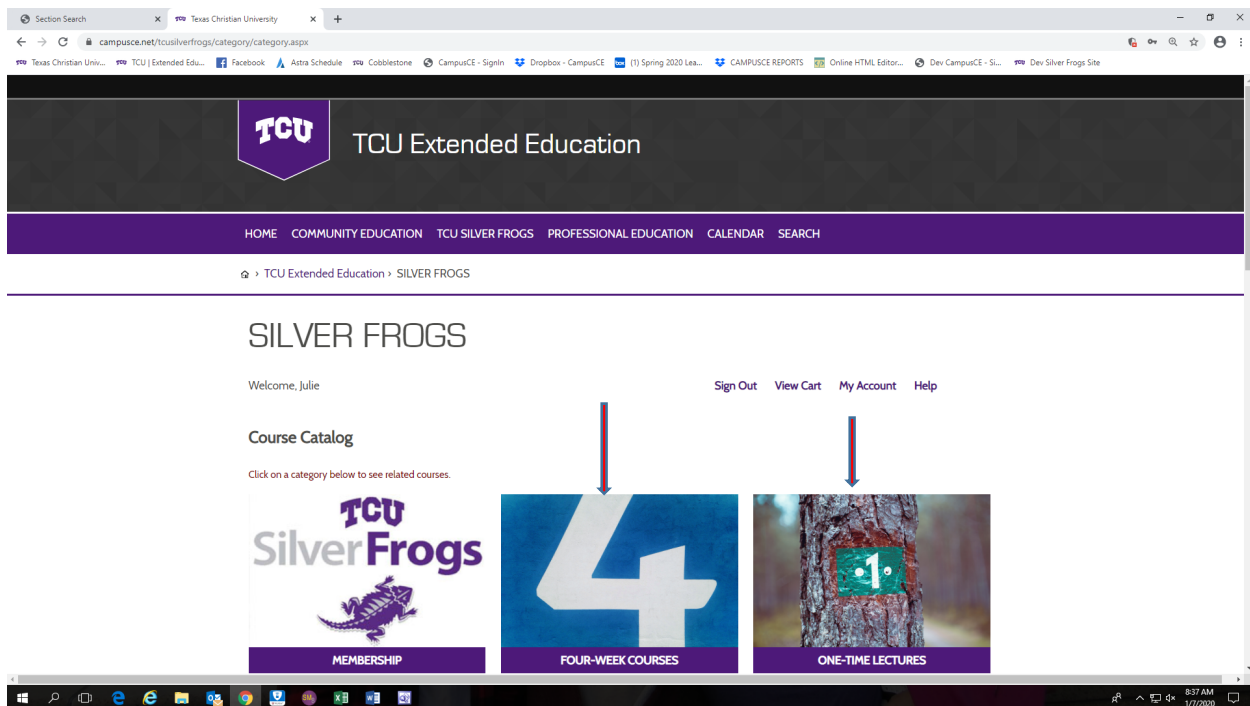 Section Search
Texas Christian University
campusce.net/tcusilverfrogs/category/category.aspx
Texas Christian Univ... TCU | Extended Edu... Facebook Astra Schedule Cobblestone CampusCE - SignIn Dropbox - CampusCE (1) Spring 2020 Lea... CAMPUSCE REPORTS Online HTML Editor... Dev CampusCE - Si... Dev Silver Frogs Site
TCU
TCU Extended Education
HOME COMMUNITY EDUCATION TCU SILVER FROGS PROFESSIONAL EDUCATION CALENDAR SEARCH
› TCU Extended Education › SILVER FROGS
SILVER FROGS
Welcome, Julie
Sign Out View Cart My Account Help
Course Catalog
Click on a category below to see related courses.
TCU
SilverFrogs
4
1
MEMBERSHIP
FOUR-WEEK COURSES
ONE-TIME LECTURES
8:37 AM
1/7/2020